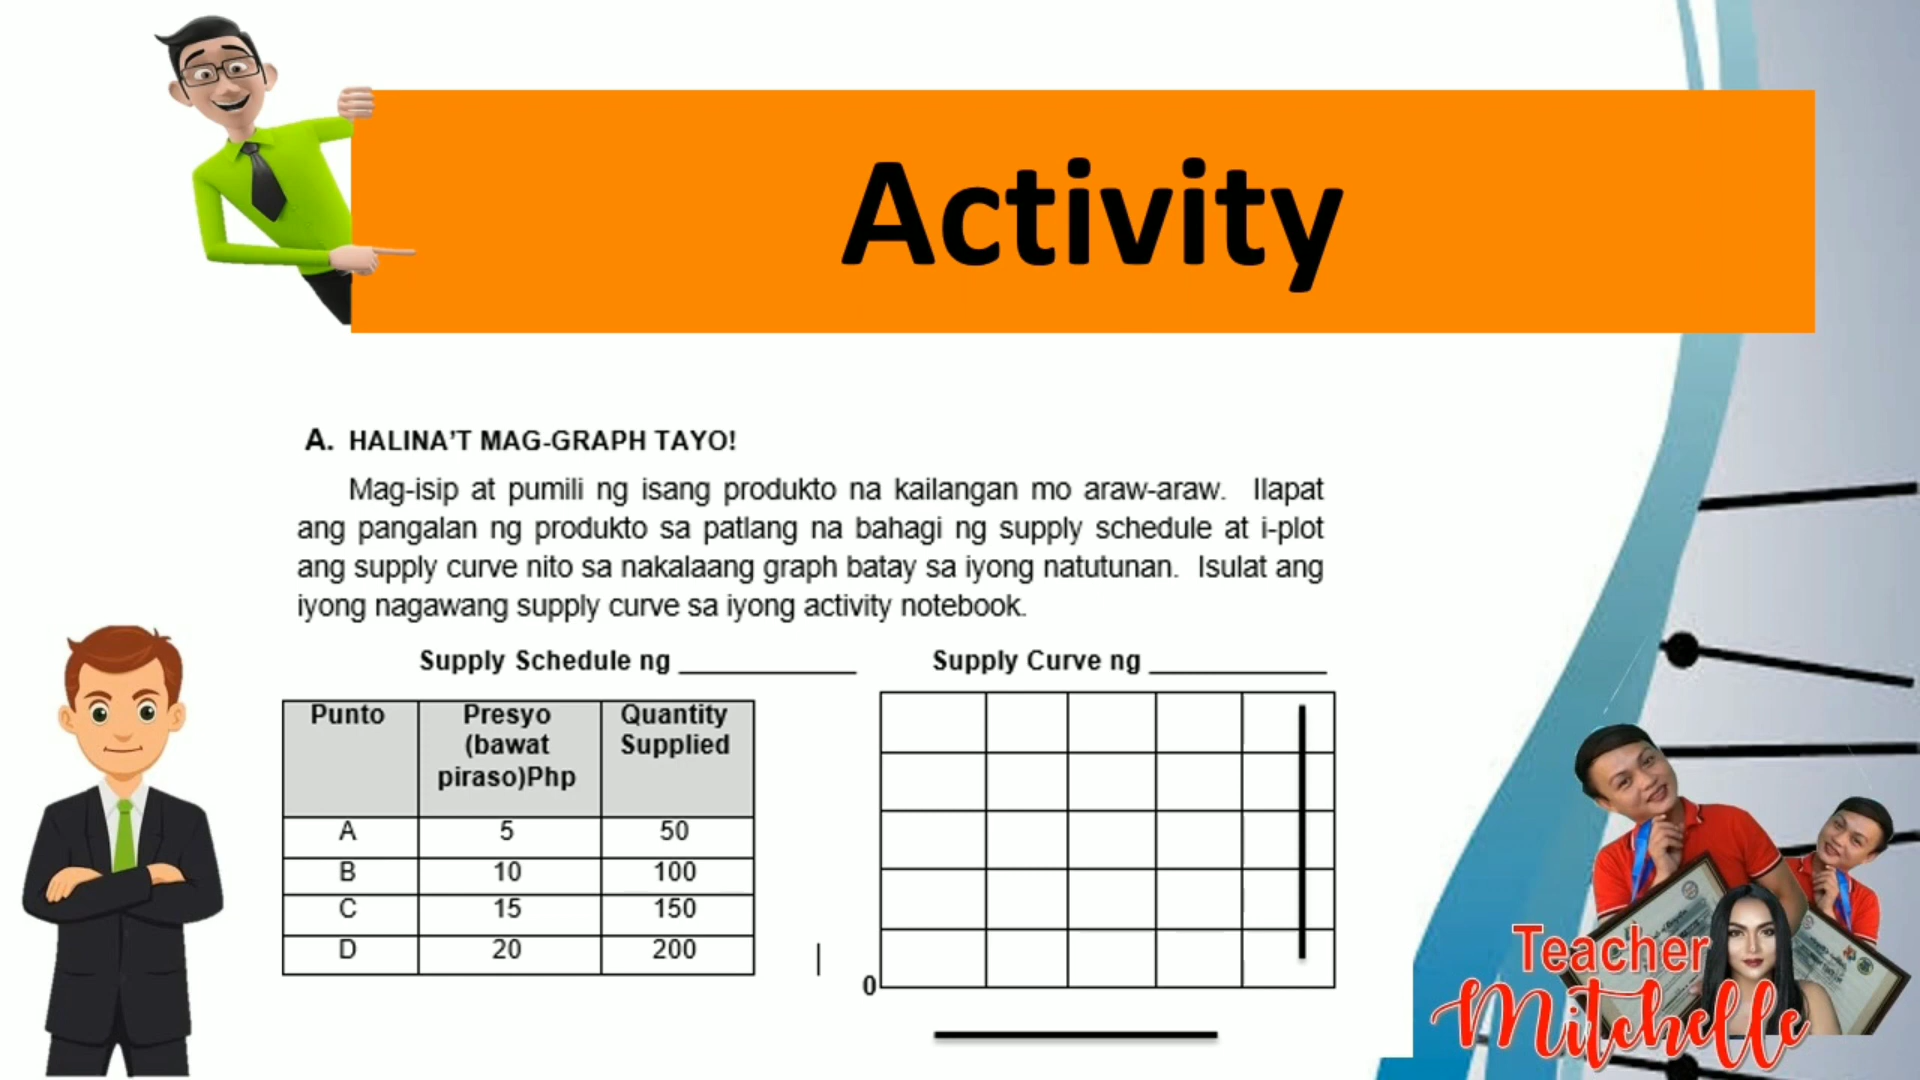 Activity
A. HALINA'T MAG-GRAPH TAYO!
Mag-isip at pumili ng isang produkto na kailangan mo araw-araw. Ilapat
ang pangalan ng produkto sa patlang na bahagi ng supply schedule at i-plot
ang supply curve nito sa nakalaang graph batay sa iyong natutunan. Isulat ang
iyong nagawang supply curve sa iyong activity notebook.
Supply Schedule ng ____________
Punto Presyo (bawat piraso)Php Quantity Supplied
A 5 50
B 10 100
C 15 150
D 20 200
Supply Curve ng ____________
0
Teacher
Mitchelle